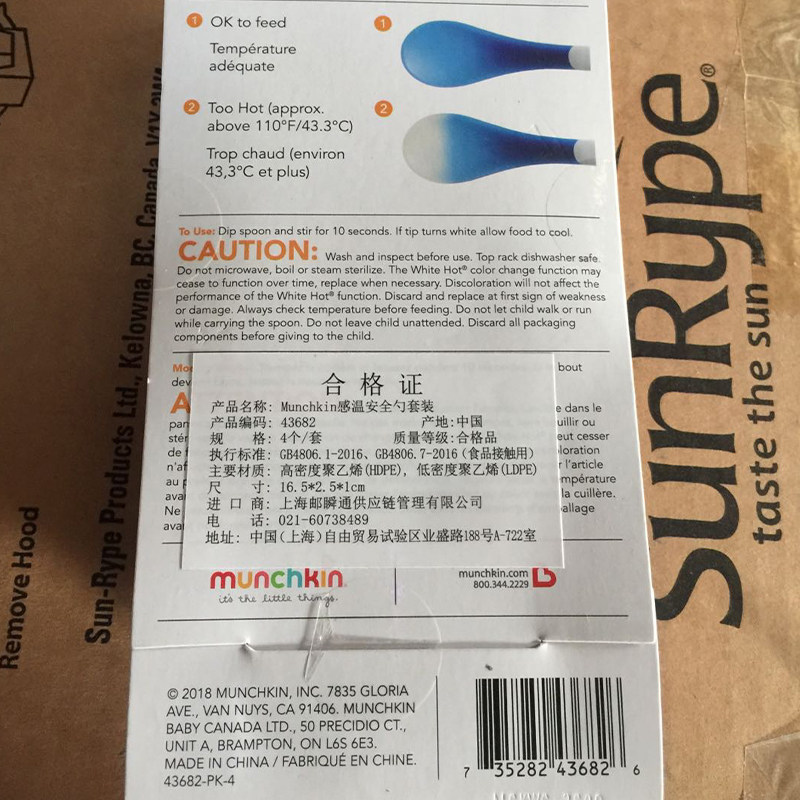 1 OK to feed
Température
adéquate
1
2 Too Hot (approx.
above 110°F/43.3°C)
Trop chaud (environ
43,3°C et plus)
2
To Use: Dip spoon and stir for 10 seconds. If tip turns white allow food to cool.
CAUTION: Wash and inspect before use. Top rack dishwasher safe.
Do not microwave, boil or steam sterilize. The White Hot® color change function may
cease to function over time, replace when necessary. Discoloration will not affect the
performance of the White Hot® function. Discard and replace at first sign of weakness
or damage. Always check temperature before feeding. Do not let child walk or run
while carrying the spoon. Do not leave child unattended. Discard all packaging
components before giving to the child.
about
dans le
合格证
产品名称: Munchkin感温安全勺套装
产品编码: 43682 产地:中国
规 格: 4个/套 质量等级:合格品
执行标准: GB4806.1-2016、GB4806.7-2016(食品接触用)
主要材质: 高密度聚乙烯(HDPE), 低密度聚乙烯(LDPE)
尺 寸: 16.5*2.5*1cm
进 口 商: 上海邮瞬通供应链管理有限公司
电 话: 021-60738489
地址: 中国(上海)自由贸易试验区业盛路188号A-722室
cesser
l'article
la cuillère.
munchkin®
it's the little things.
munchkin.com
800.344.2229
© 2018 MUNCHKIN, INC. 7835 GLORIA
AVE., VAN NUYS, CA 91406. MUNCHKIN
BABY CANADA LTD., 50 PRECIDIO CT.,
UNIT A, BRAMPTON, ON L6S 6E3.
MADE IN CHINA / FABRIQUÉ EN CHINE.
43682-PK-4
7 35282 43682 6
Remove Hood
Sun-Rype Products Ltd., Kelowna, BC, Canada
SunRype®
taste the sun